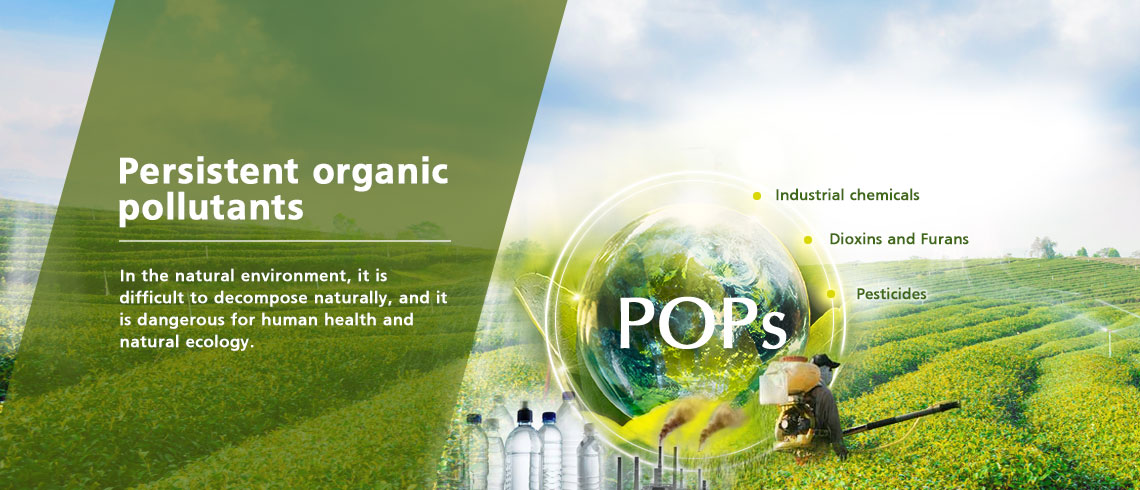 Persistent organic
pollutants
In the natural environment, it is
difficult to decompose naturally, and it
is dangerous for human health and
natural ecology.
Industrial chemicals
Dioxins and Furans
Pesticides
POPs